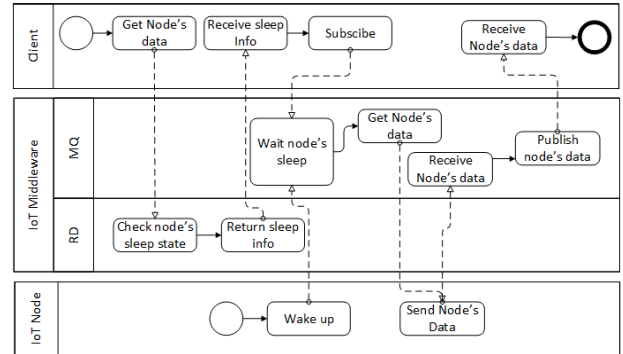 Client
Get Node's
data
Receive sleep
Info
Subscibe
Receive
Node's data
IoT Middleware
MQ
Wait node's
sleep
Get Node's
data
Receive
Node's data
Publish
node's data
RD
Check node's
sleep state
Return sleep
info
IoT Node
Wake up
Send Node's
Data